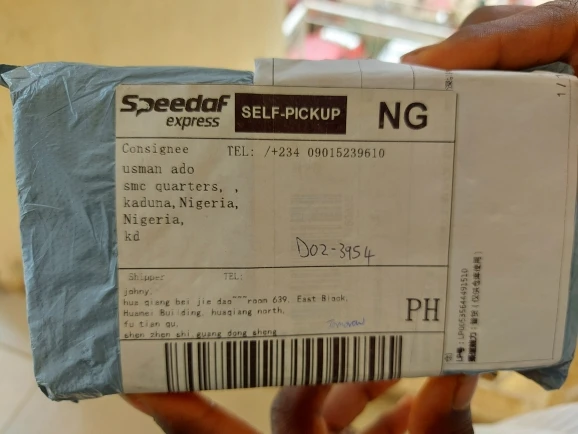 Speedaf express SELF-PICKUP NG
Consignee TEL: /+234 09015239610
usman ado
smc quarters, ,
kaduna,Nigeria,
Nigeria,
kd
D02-3954
Shipper TEL:
johny,
hua qiang bei jie dao room 639, East Block,
Huamei Building, huaqiang north,
fu tian qu,
shen zhen shi guang dong sheng
PH